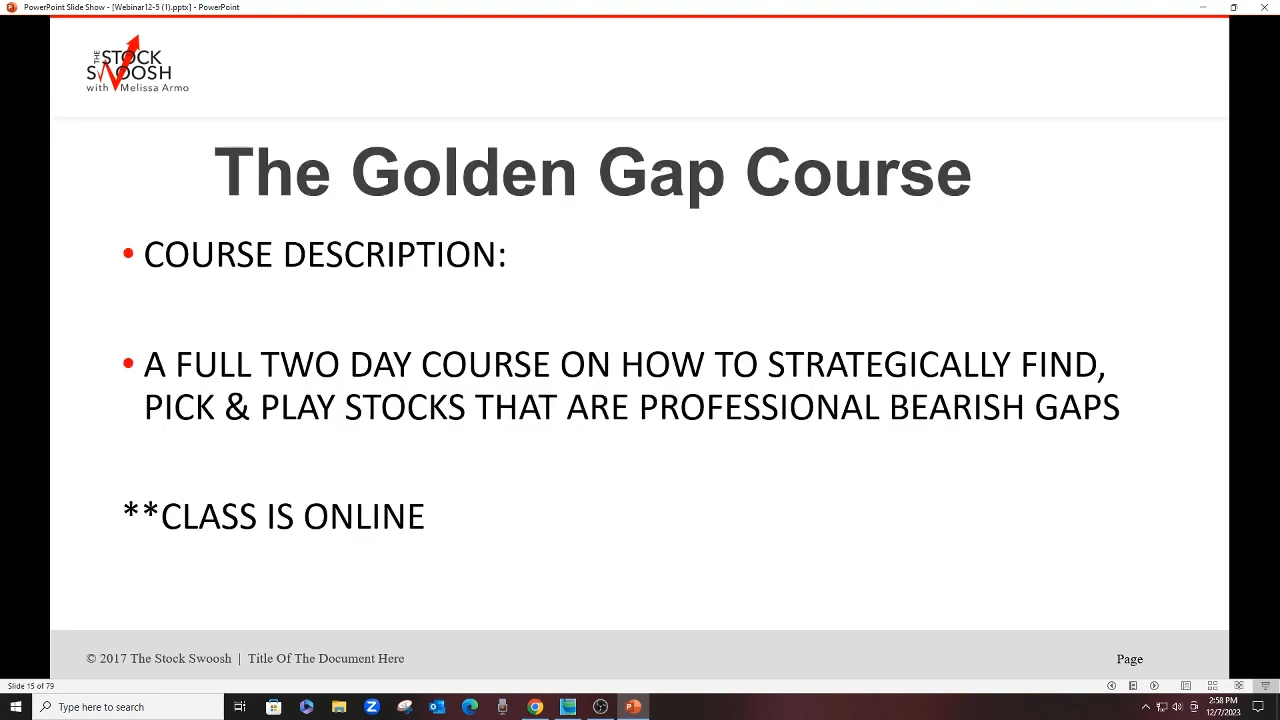 PowerPoint Slide Show - [Webinar12-5 (1).pptx] - PowerPoint
THE STOCK
SWOOSH
with Melissa Armo
The Golden Gap Course
• COURSE DESCRIPTION:
• A FULL TWO DAY COURSE ON HOW TO STRATEGICALLY FIND,
PICK & PLAY STOCKS THAT ARE PROFESSIONAL BEARISH GAPS
**CLASS IS ONLINE
© 2017 The Stock Swoosh | Title Of The Document Here
Page
Slide 15 of 79
Type here to search
2:58 PM
12/7/2023